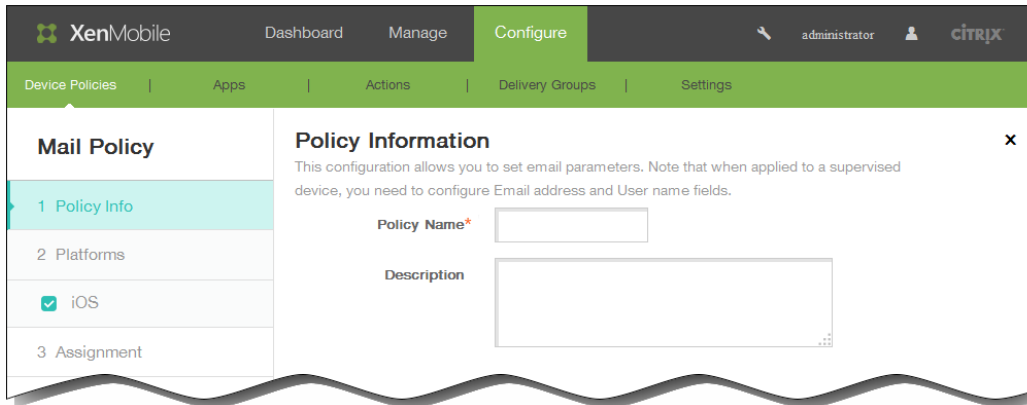 XenMobile Dashboard Manage Configure administrator CİTRIX
Device Policies | Apps | Actions | Delivery Groups | Settings
Mail Policy
1 Policy Info
2 Platforms
iOS
3 Assignment
Policy Information x
This configuration allows you to set email parameters. Note that when applied to a supervised
device, you need to configure Email address and User name fields.
Policy Name*
Description